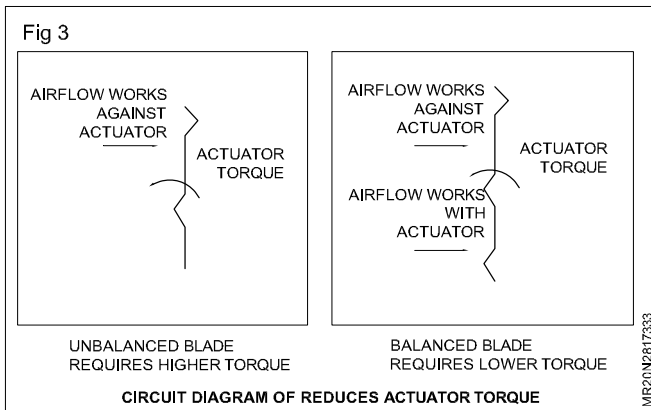 Fig 3
AIRFLOW WORKS
AGAINST
ACTUATOR
ACTUATOR
TORQUE
UNBALANCED BLADE
REQUIRES HIGHER TORQUE
AIRFLOW WORKS
AGAINST
ACTUATOR
ACTUATOR
TORQUE
AIRFLOW WORKS
WITH
ACTUATOR
BALANCED BLADE
REQUIRES LOWER TORQUE
CIRCUIT DIAGRAM OF REDUCES ACTUATOR TORQUE
MR20N2817333